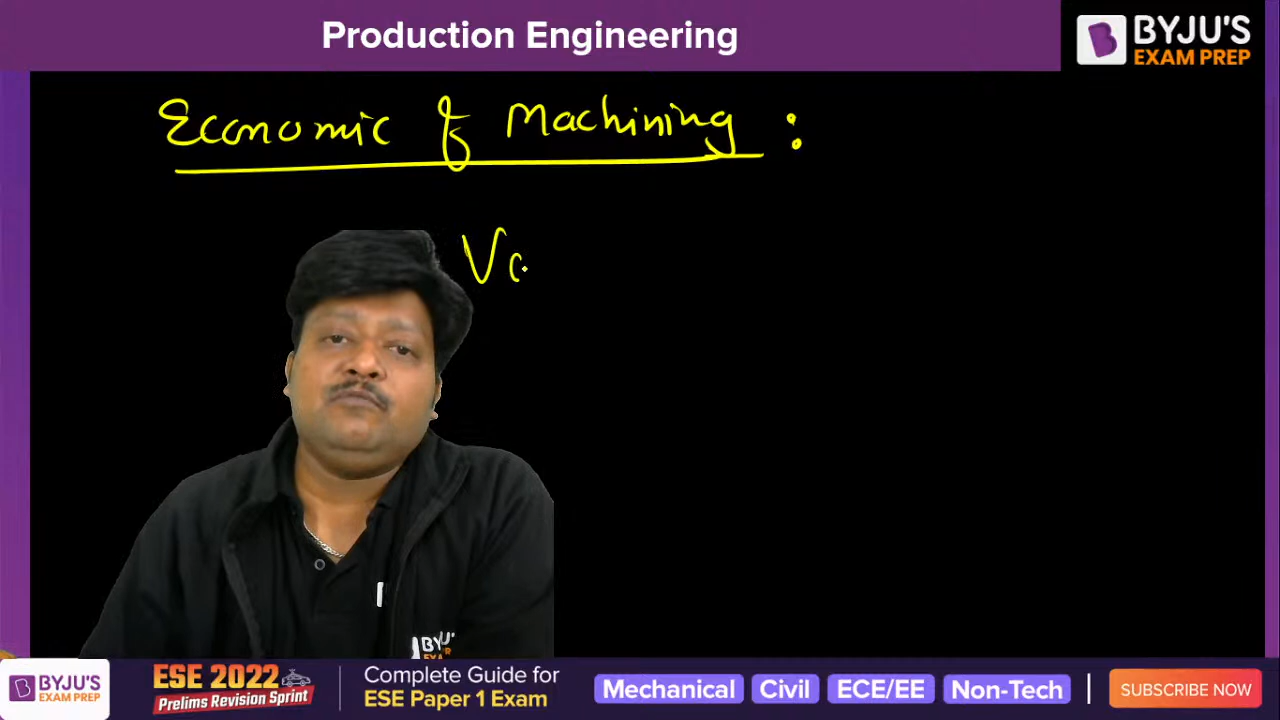 Production Engineering
BYJU'S
EXAM PREP
Economic of Machining :
Vc
BYJU'S
BYJU'S
EXAM PREP
ESE 2022
Prelims Revision Sprint
Complete Guide for
ESE Paper 1 Exam
Mechanical
Civil
ECE/EE
Non-Tech
SUBSCRIBE NOW